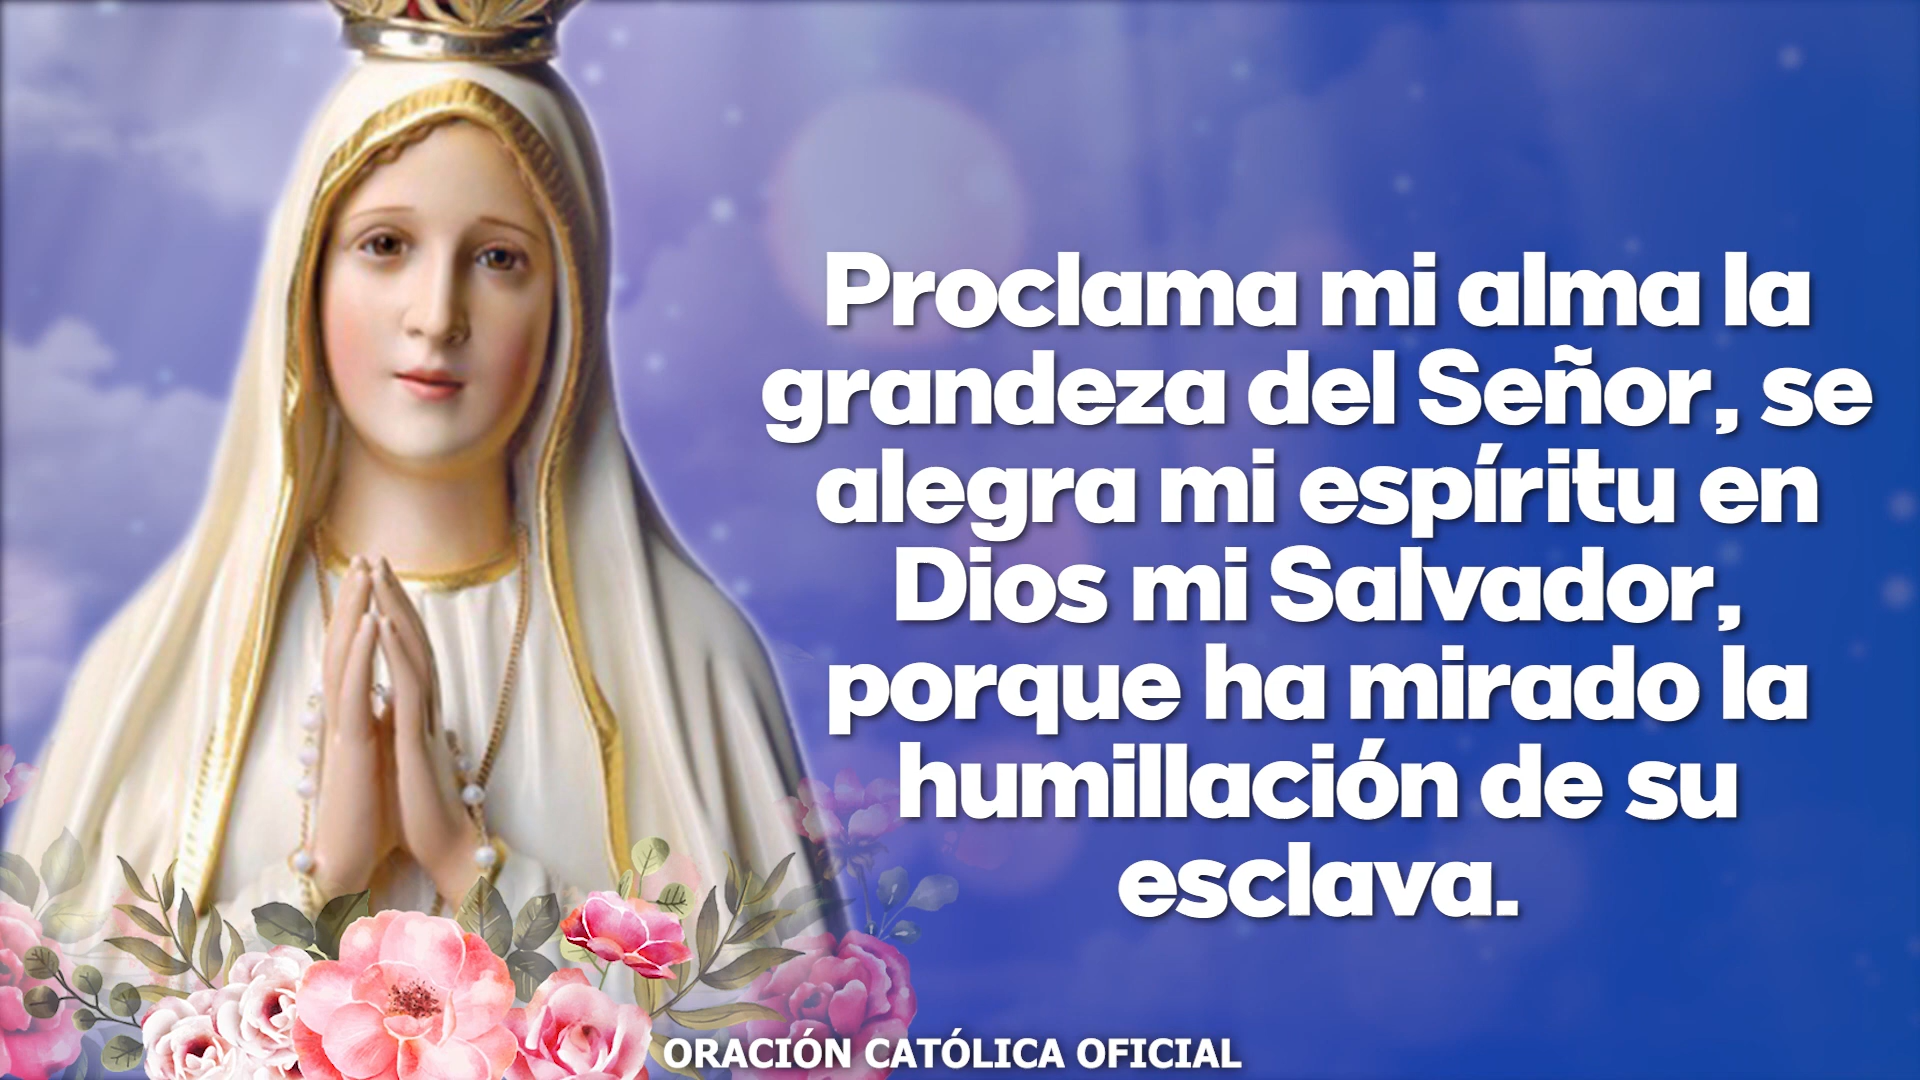 Proclama mi alma la
grandeza del Señor, se
alegra mi espíritu en
Dios mi Salvador,
porque ha mirado la
humillación de su
esclava.
ORACIÓN CATÓLICA OFICIAL